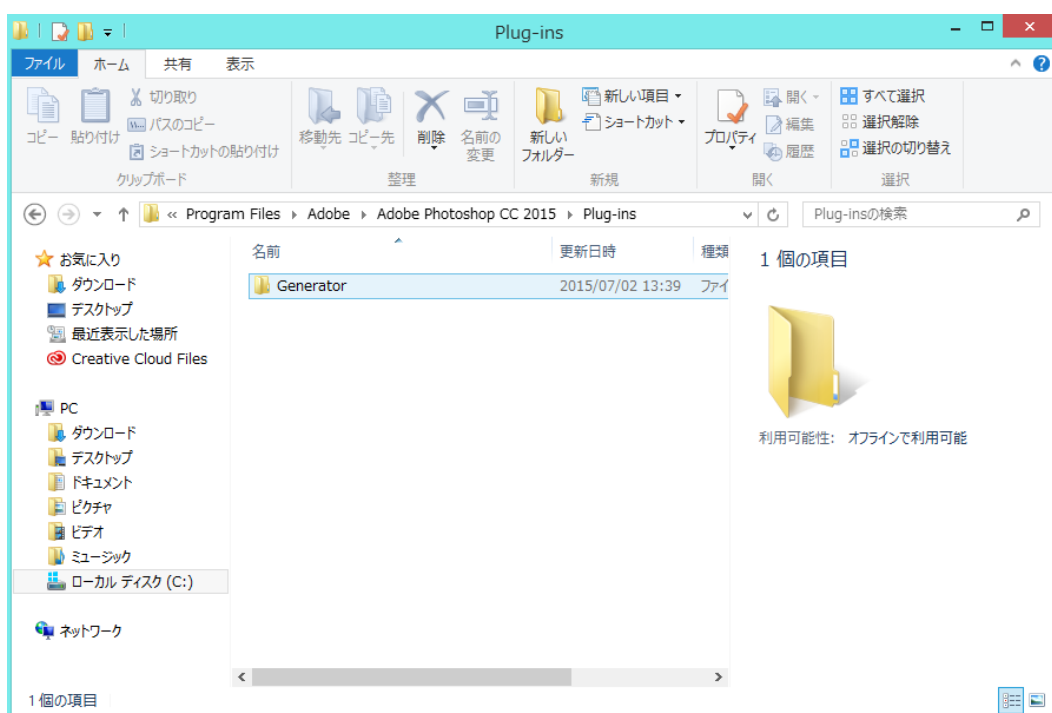 Plug-ins
ファイル ホーム 共有 表示
コピー 貼り付け
切り取り
パスのコピー
ショートカットの貼り付け
クリップボード
移動先 コピー先 削除 名前の変更
整理
新しいフォルダー
新しい項目
ショートカット
新規
プロパティ
開く
編集
履歴
開く
すべて選択
選択解除
選択の切り替え
選択
« Program Files Adobe Adobe Photoshop CC 2015 Plug-ins
Plug-insの検索
お気に入り
ダウンロード
デスクトップ
最近表示した場所
Creative Cloud Files
PC
ダウンロード
デスクトップ
ドキュメント
ピクチャ
ビデオ
ミュージック
ローカル ディスク (C:)
ネットワーク
名前 更新日時 種類
Generator 2015/07/02 13:39 ファイ
1 個の項目
利用可能性: オフラインで利用可能
1 個の項目